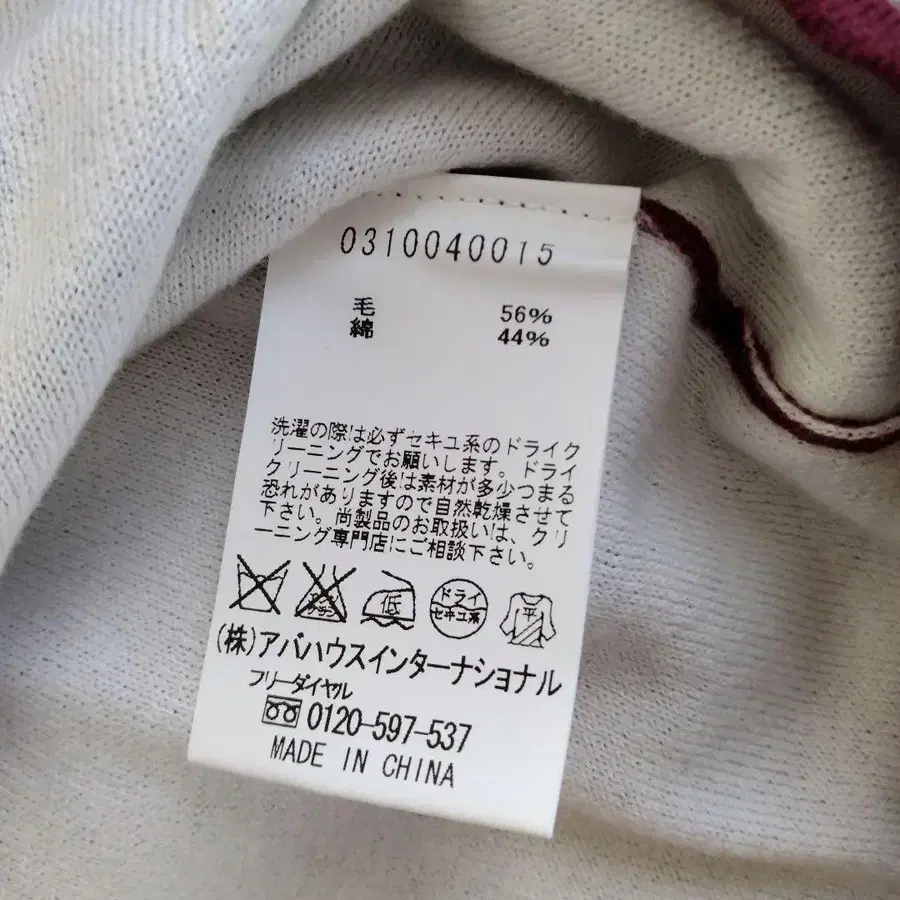 0310040015
毛 56%
綿 44%
洗濯の際は必ずセキユ系のドライク
リーニングでお願いします。ドライ
クリーニング後は素材が多少つまる
恐れがありますので自然乾燥させて
下さい。尚製品のお取扱いは、クリ
ーニング専門店にご相談下さい。
エンソ サラシ 低 ドライ セキユ系 平
(株)アバハウスインターナショナル
フリーダイヤル
0120-597-537
MADE IN CHINA